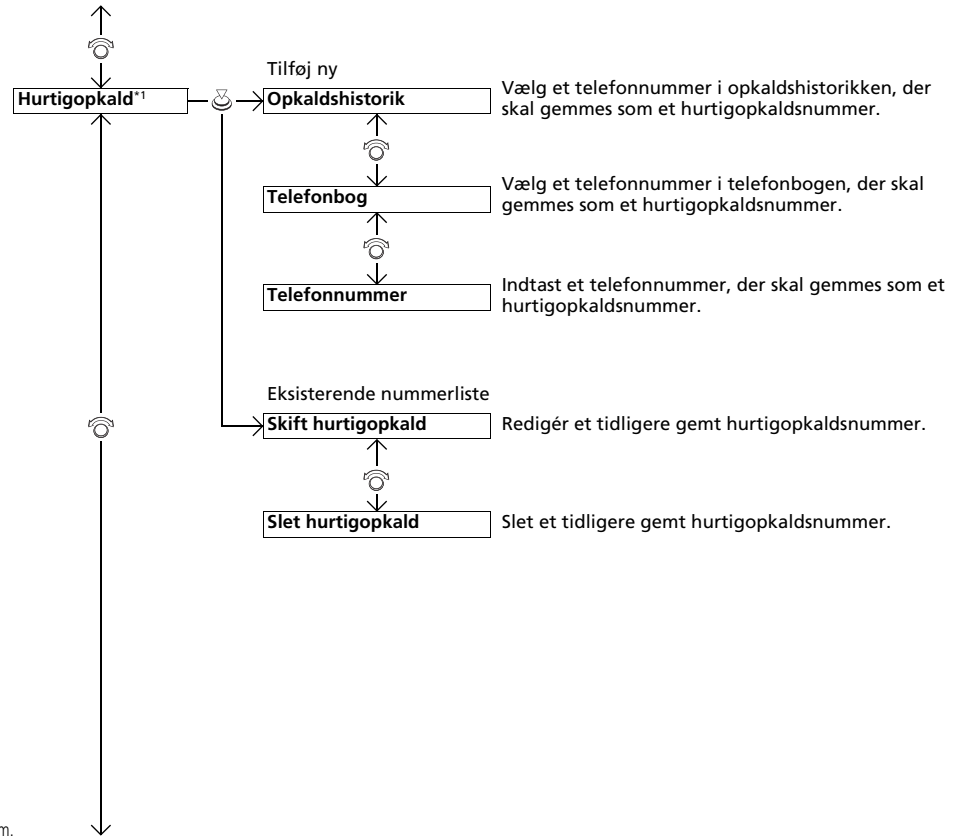 Tilføj ny
Hurtigopkald*1
Opkaldshistorik
Vælg et telefonnummer i opkaldshistorikken, der
skal gemmes som et hurtigopkaldsnummer.
Telefonbog
Vælg et telefonnummer i telefonbogen, der skal
gemmes som et hurtigopkaldsnummer.
Telefonnummer
Indtast et telefonnummer, der skal gemmes som et
hurtigopkaldsnummer.
Eksisterende nummerliste
Skift hurtigopkald
Redigér et tidligere gemt hurtigopkaldsnummer.
Slet hurtigopkald
Slet et tidligere gemt hurtigopkaldsnummer.